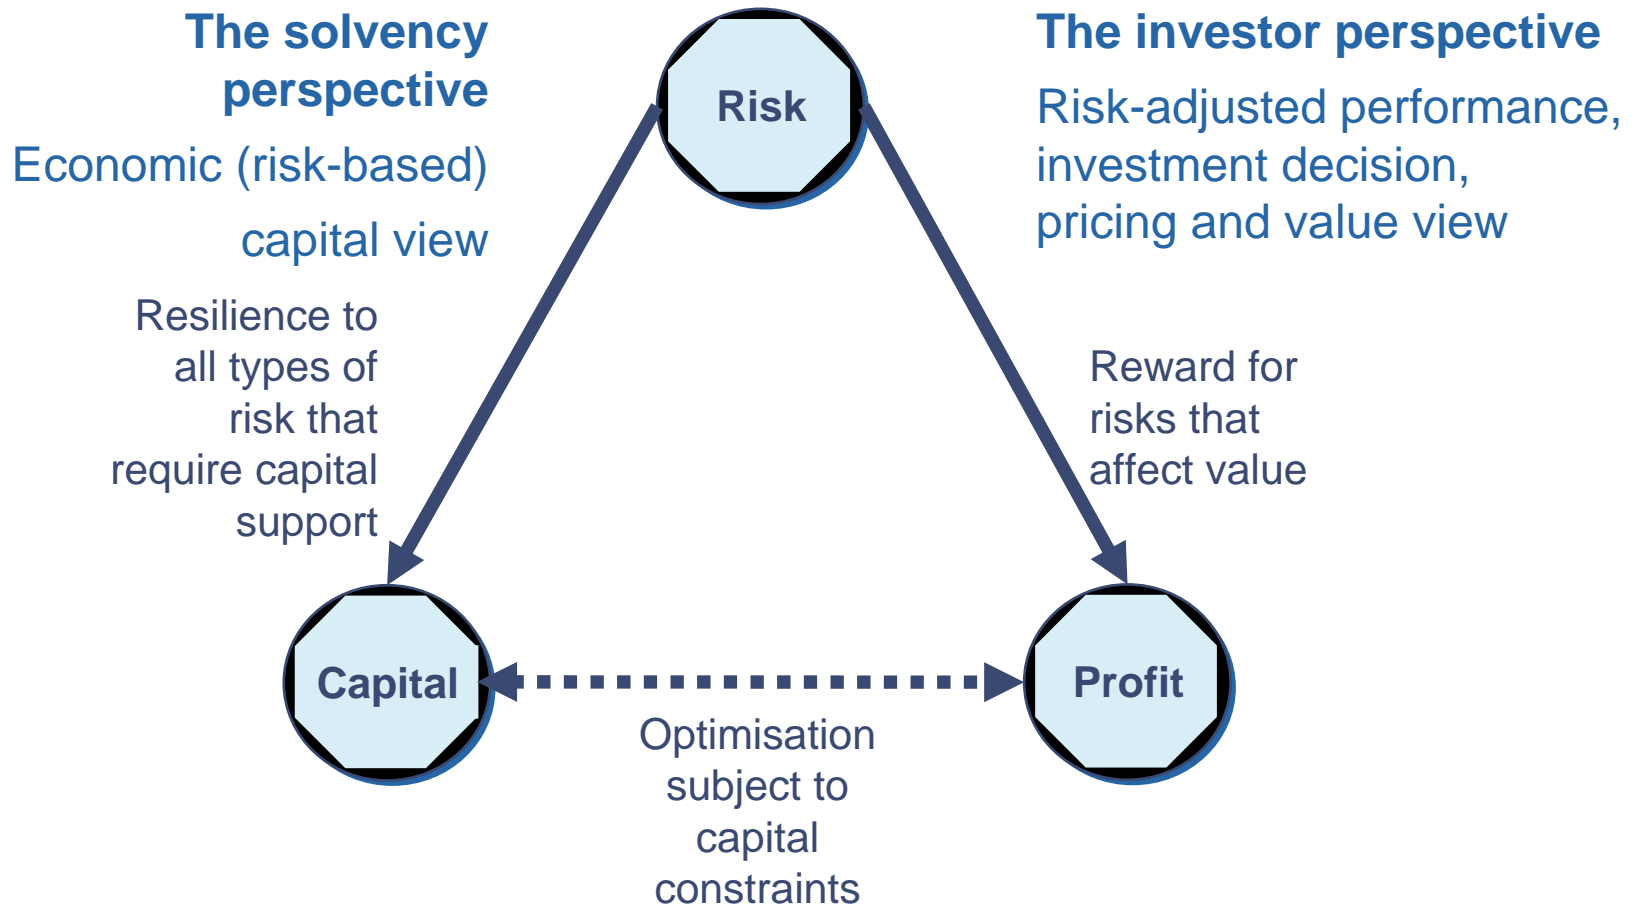 The solvency
perspective
Economic (risk-based)
capital view
Resilience to
all types of
risk that
require capital
support
Risk
The investor perspective
Risk-adjusted performance,
investment decision,
pricing and value view
Reward for
risks that
affect value
Capital
Profit
Optimisation
subject to
capital
constraints